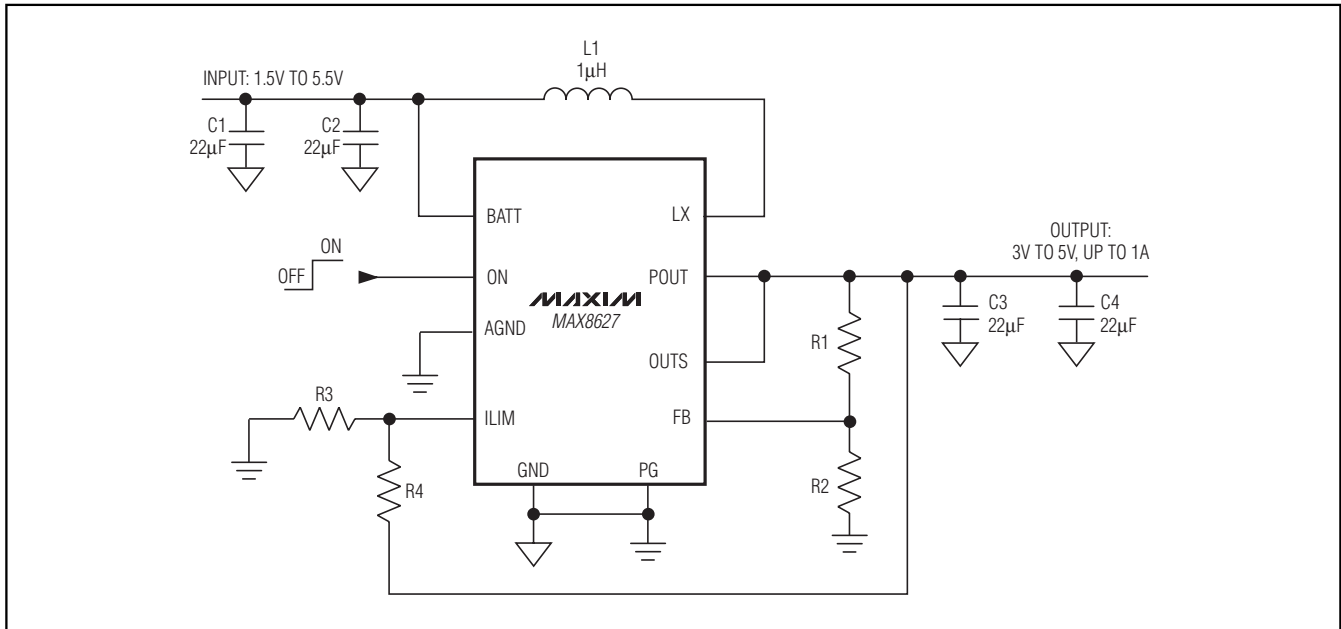 L1
1μH
INPUT: 1.5V TO 5.5V
C1
22μF
C2
22μF
BATT
LX
ON
OFF
ON
POUT
OUTPUT:
3V TO 5V, UP TO 1A
MAXIM
MAX8627
AGND
OUTS
R1
C3
22μF
C4
22μF
R3
ILIM
FB
R4
GND
PG
R2